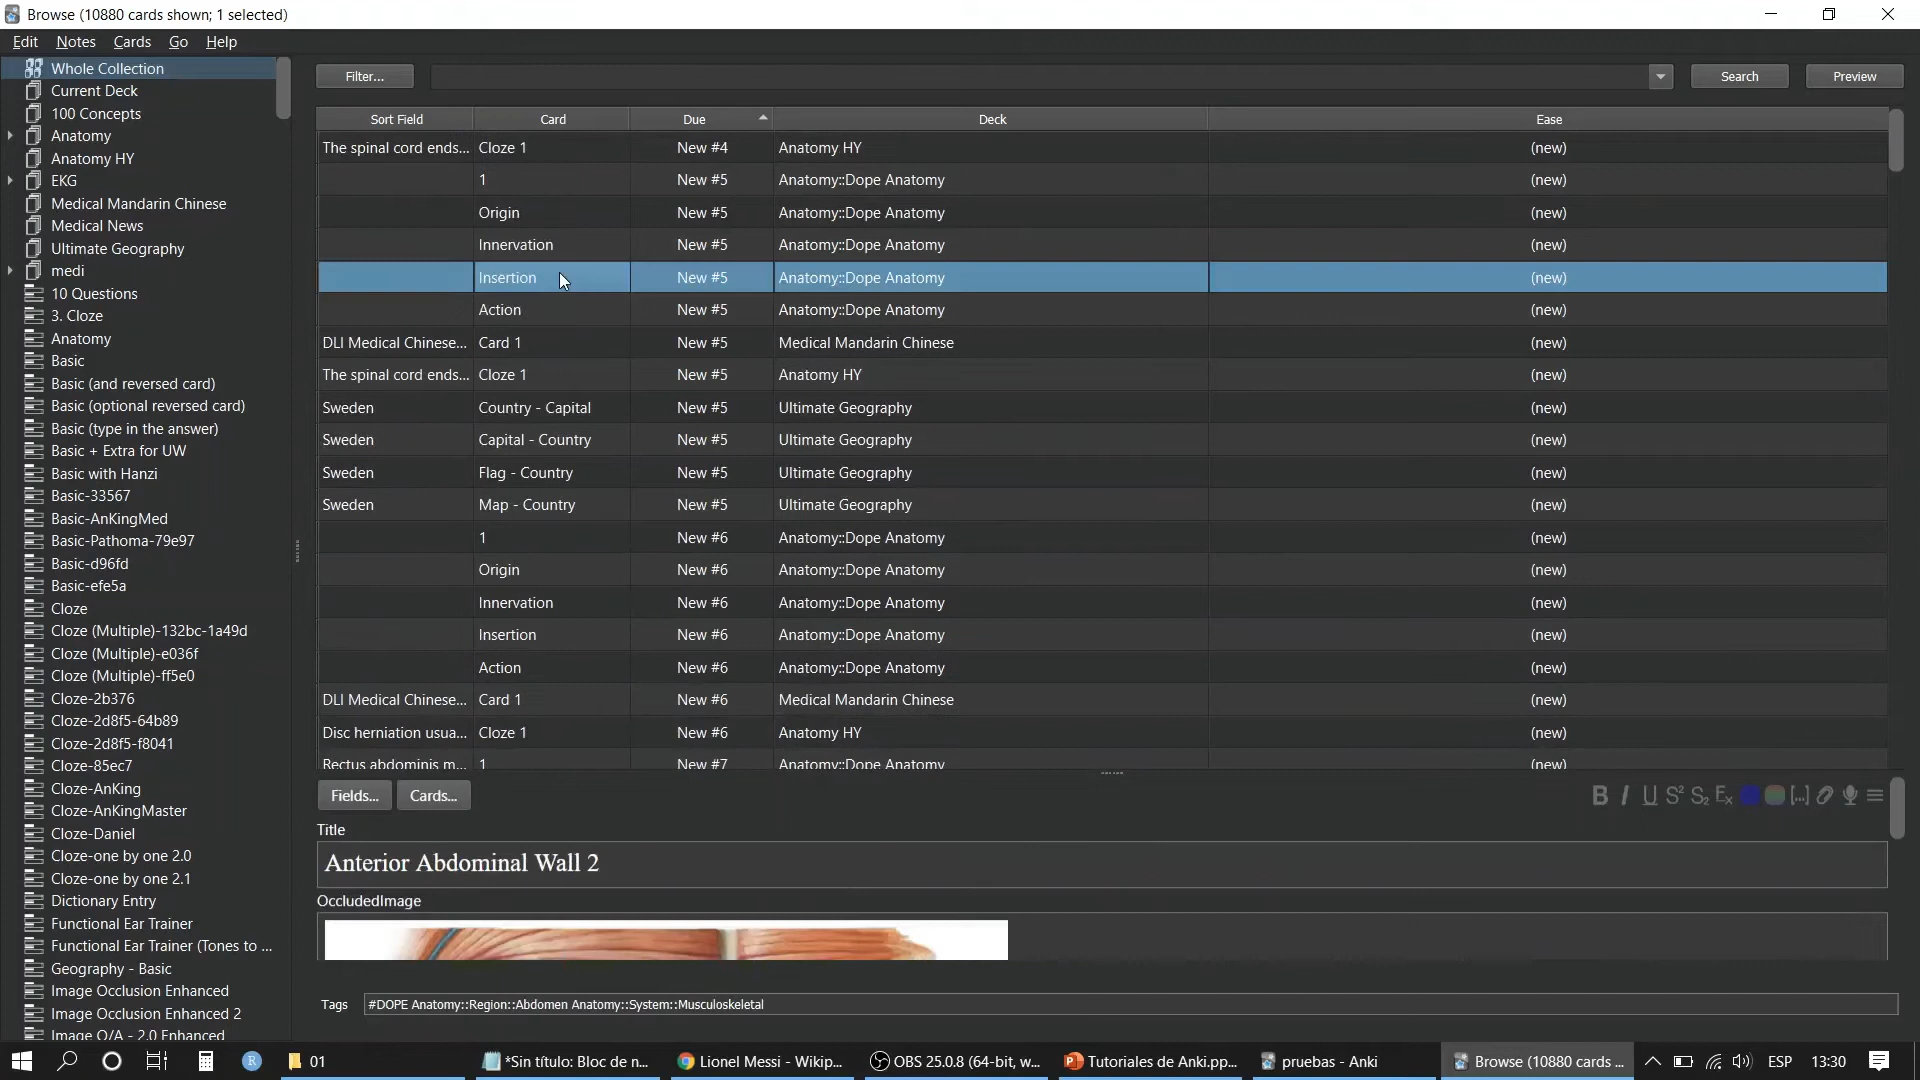 Browse (10880 cards shown; 1 selected)
Edit Notes Cards Go Help
Whole Collection
Current Deck
100 Concepts
Anatomy
Anatomy HY
EKG
Medical Mandarin Chinese
Medical News
Ultimate Geography
medi
10 Questions
3. Cloze
Anatomy
Basic
Basic (and reversed card)
Basic (optional reversed card)
Basic (type in the answer)
Basic + Extra for UW
Basic with Hanzi
Basic-33567
Basic-AnKingMed
Basic-Pathoma-79e97
Basic-d96fd
Basic-efe5a
Cloze
Cloze (Multiple)-132bc-1a49d
Cloze (Multiple)-e036f
Cloze (Multiple)-ff5e0
Cloze-2b376
Cloze-2d8f5-64b89
Cloze-2d8f5-f8041
Cloze-85ec7
Cloze-AnKing
Cloze-AnKingMaster
Cloze-Daniel
Cloze-one by one 2.0
Cloze-one by one 2.1
Dictionary Entry
Functional Ear Trainer
Functional Ear Trainer (Tones to ...
Geography - Basic
Image Occlusion Enhanced
Image Occlusion Enhanced 2
Image O/A - 2.0 Enhanced
Filter... Search Preview
Sort Field Card Due Deck Ease
The spinal cord ends... Cloze 1 New #4 Anatomy HY (new)
1 New #5 Anatomy::Dope Anatomy (new)
Origin New #5 Anatomy::Dope Anatomy (new)
Innervation New #5 Anatomy::Dope Anatomy (new)
Insertion New #5 Anatomy::Dope Anatomy (new)
Action New #5 Anatomy::Dope Anatomy (new)
DLI Medical Chinese... Card 1 New #5 Medical Mandarin Chinese (new)
The spinal cord ends... Cloze 1 New #5 Anatomy HY (new)
Sweden Country - Capital New #5 Ultimate Geography (new)
Sweden Capital - Country New #5 Ultimate Geography (new)
Sweden Flag - Country New #5 Ultimate Geography (new)
Sweden Map - Country New #5 Ultimate Geography (new)
1 New #6 Anatomy::Dope Anatomy (new)
Origin New #6 Anatomy::Dope Anatomy (new)
Innervation New #6 Anatomy::Dope Anatomy (new)
Insertion New #6 Anatomy::Dope Anatomy (new)
Action New #6 Anatomy::Dope Anatomy (new)
DLI Medical Chinese... Card 1 New #6 Medical Mandarin Chinese (new)
Disc herniation usua... Cloze 1 New #6 Anatomy HY (new)
Rectus abdominis m... 1 New #7 Anatomy::Dope Anatomy (new)
Fields... Cards... B I U S² S₂ Ex [...]
Title
Anterior Abdominal Wall 2
OccludedImage
Tags #DOPE Anatomy::Region::Abdomen Anatomy::System::Musculoskeletal
R 01 *Sin título: Bloc de n... Lionel Messi - Wikip... OBS 25.0.8 (64-bit, w... Tutoriales de Anki.pp... pruebas - Anki Browse (10880 cards ... ESP 13:30